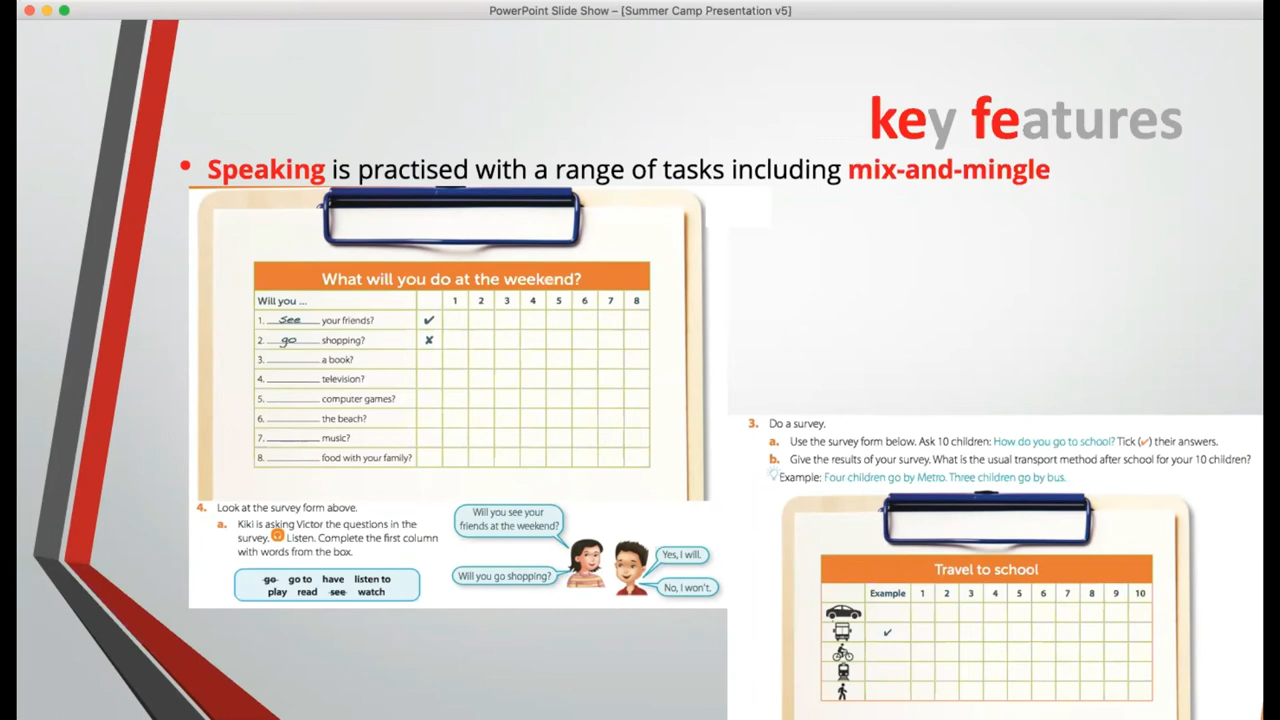 PowerPoint Slide Show – [Summer Camp Presentation v5]
key features
• Speaking is practised with a range of tasks including mix-and-mingle
What will you do at the weekend?
Will you ... 1 2 3 4 5 6 7 8
1. see your friends? ✔
2. go shopping? ✘
3. ________ a book?
4. ________ television?
5. ________ computer games?
6. ________ the beach?
7. ________ music?
8. ________ food with your family?
4. Look at the survey form above.
a. Kiki is asking Victor the questions in the
survey. Listen. Complete the first column
with words from the box.
go go to have listen to
play read see watch
Will you see your
friends at the weekend?
Yes, I will.
Will you go shopping?
No, I won't.
3. Do a survey.
a. Use the survey form below. Ask 10 children: How do you go to school? Tick (✓) their answers.
b. Give the results of your survey. What is the usual transport method after school for your 10 children?
Example: Four children go by Metro. Three children go by bus.
Travel to school
Example 1 2 3 4 5 6 7 8 9 10
✔